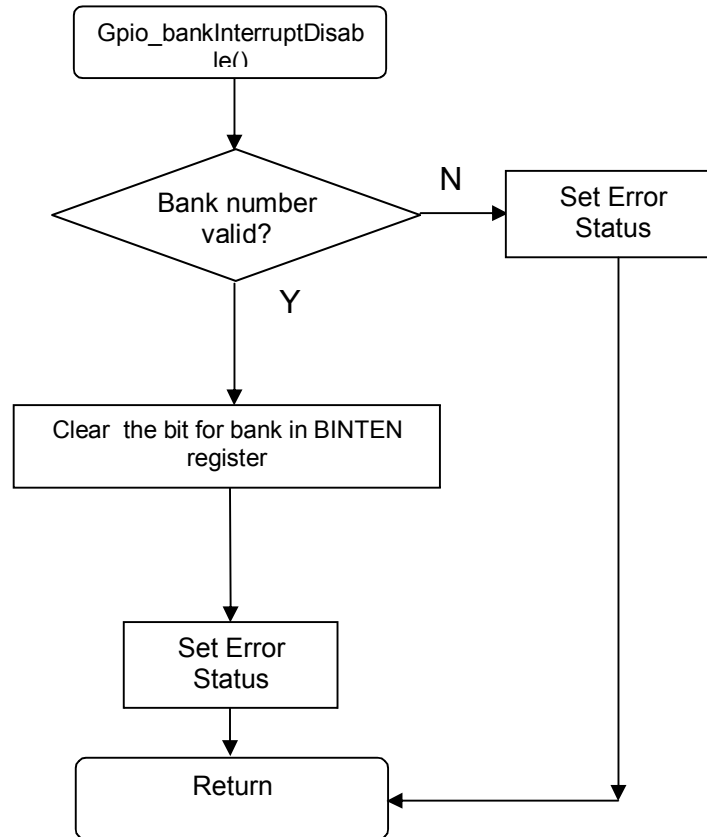 Gpio_bankInterruptDisab
le()
Bank number
valid?
N
Set Error
Status
Y
Clear the bit for bank in BINTEN
register
Set Error
Status
Return